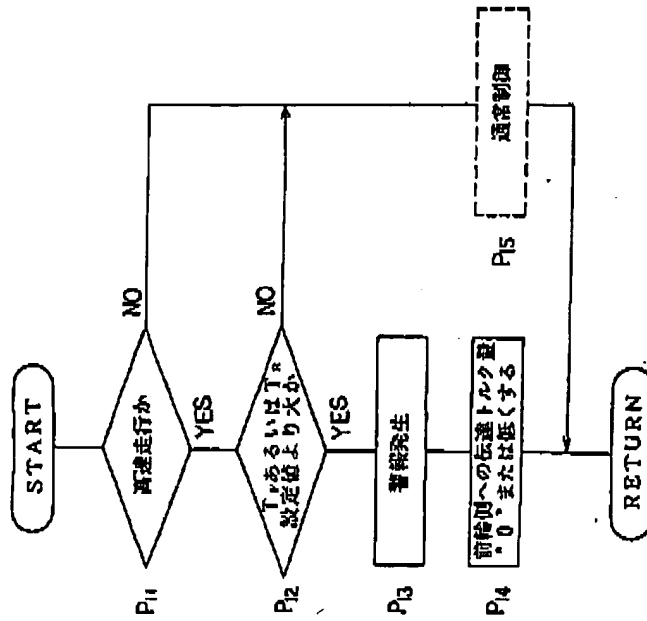 START
P11
高速走行か
NO
YES
P12
TFあるいはTR
設定値より大か
NO
YES
P13
警報発生
P14
前輪側への伝達トルク量
"0"または低くする
P15
通常制御
RETURN